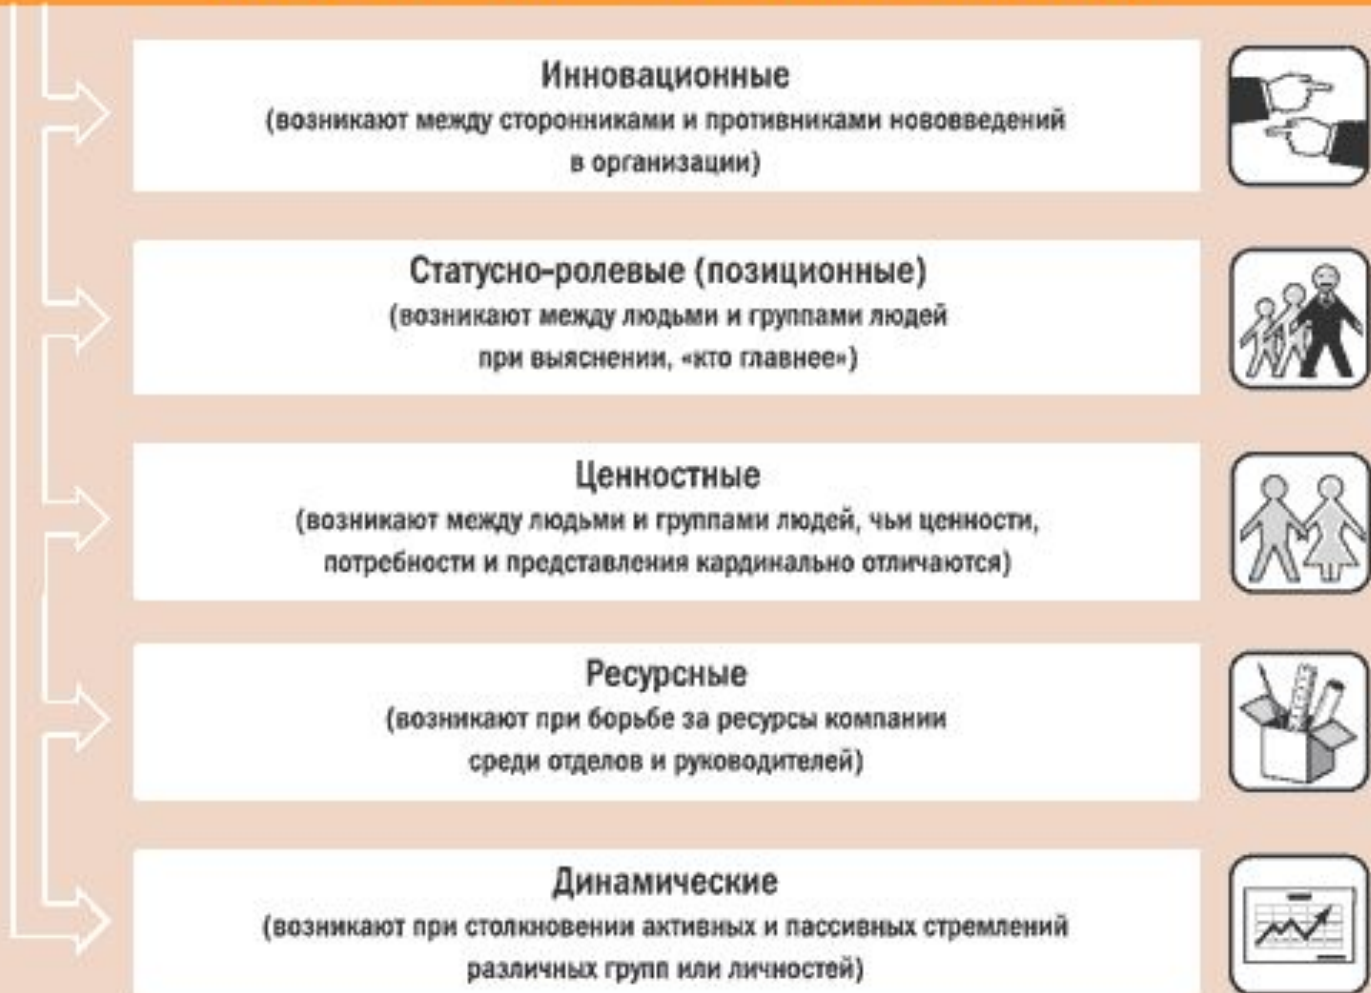 Инновационные
(возникают между сторонниками и противниками нововведений
в организации)
Статусно-ролевые (позиционные)
(возникают между людьми и группами людей
при выяснении, «кто главнее»)
Ценностные
(возникают между людьми и группами людей, чьи ценности,
потребности и представления кардинально отличаются)
Ресурсные
(возникают при борьбе за ресурсы компании
среди отделов и руководителей)
Динамические
(возникают при столкновении активных и пассивных стремлений
различных групп или личностей)